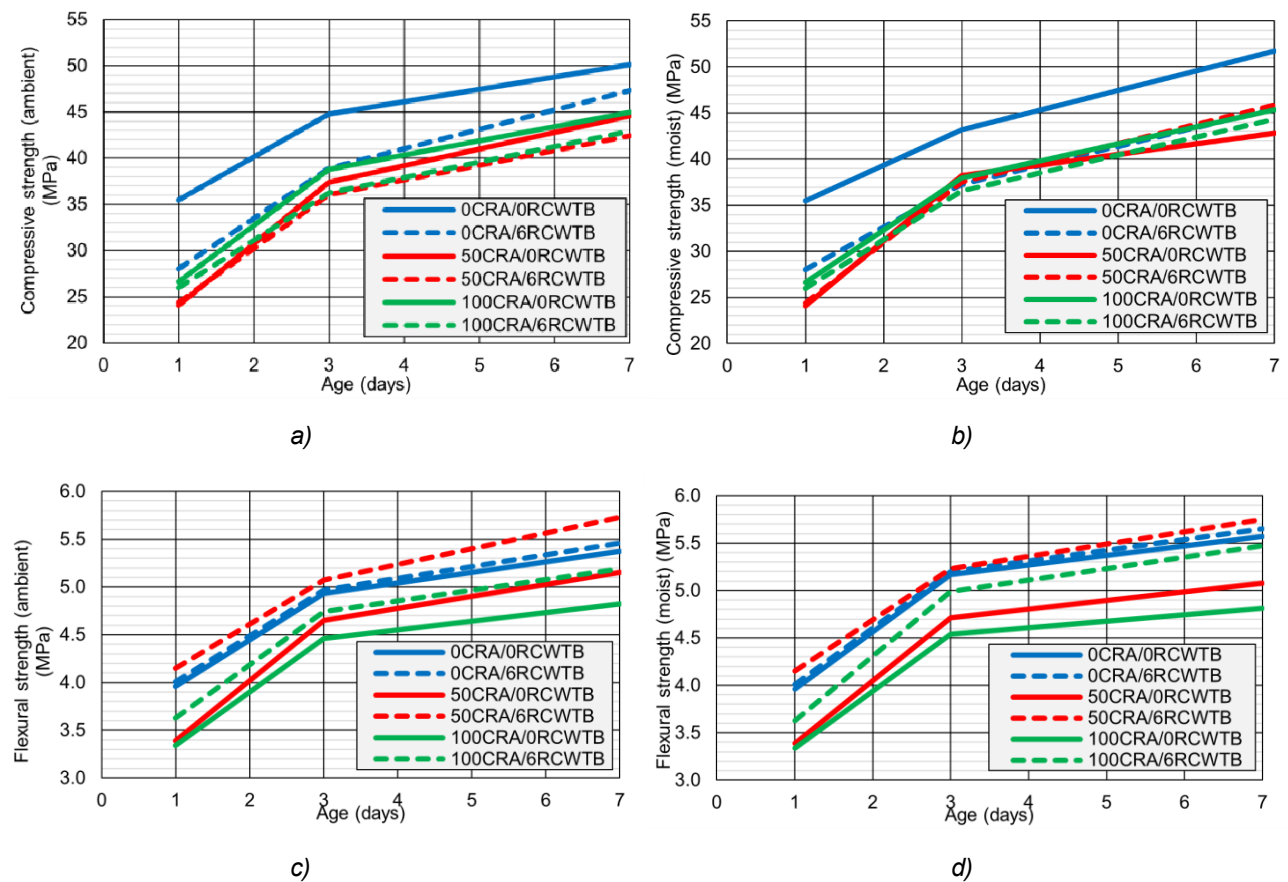 Compressive strength (ambient)
(MPa)
55
50
45
40
35
30
25
20
0 1 2 3 4 5 6 7
Age (days)
0CRA/0RCWTB
0CRA/6RCWTB
50CRA/0RCWTB
50CRA/6RCWTB
100CRA/0RCWTB
100CRA/6RCWTB
a)
Compressive strength (moist) (MPa)
55
50
45
40
35
30
25
20
0 1 2 3 4 5 6 7
Age (days)
0CRA/0RCWTB
0CRA/6RCWTB
50CRA/0RCWTB
50CRA/6RCWTB
100CRA/0RCWTB
100CRA/6RCWTB
b)
Flexural strength (ambient)
(MPa)
6.0
5.5
5.0
4.5
4.0
3.5
3.0
0 1 2 3 4 5 6 7
Age (days)
0CRA/0RCWTB
0CRA/6RCWTB
50CRA/0RCWTB
50CRA/6RCWTB
100CRA/0RCWTB
100CRA/6RCWTB
c)
Flexural strength (moist) (MPa)
6.0
5.5
5.0
4.5
4.0
3.5
3.0
0 1 2 3 4 5 6 7
Age (days)
0CRA/0RCWTB
0CRA/6RCWTB
50CRA/0RCWTB
50CRA/6RCWTB
100CRA/0RCWTB
100CRA/6RCWTB
d)